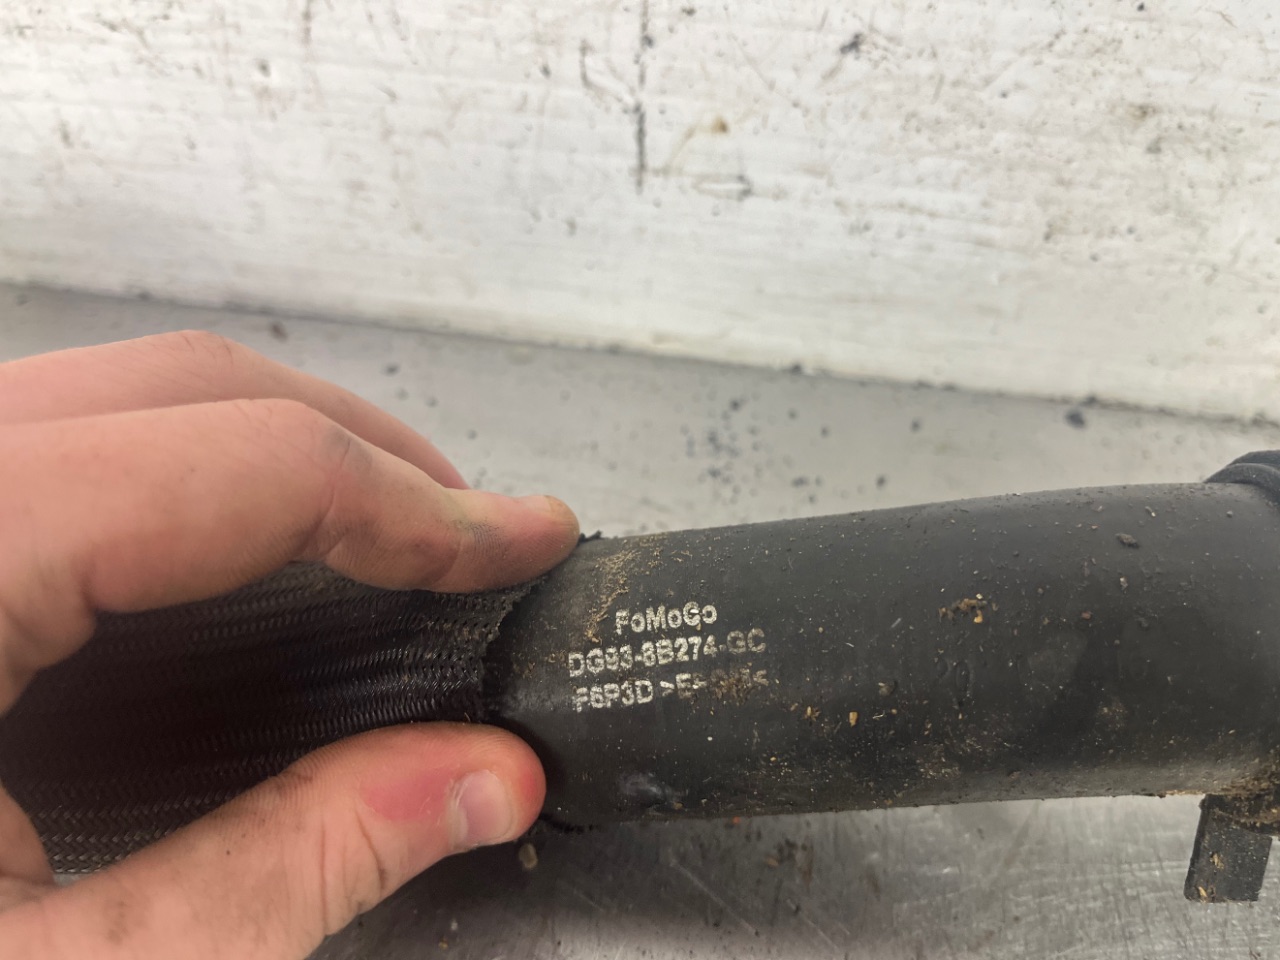 FoMoCo
DG93-8B274-GC
F6P3D >E>